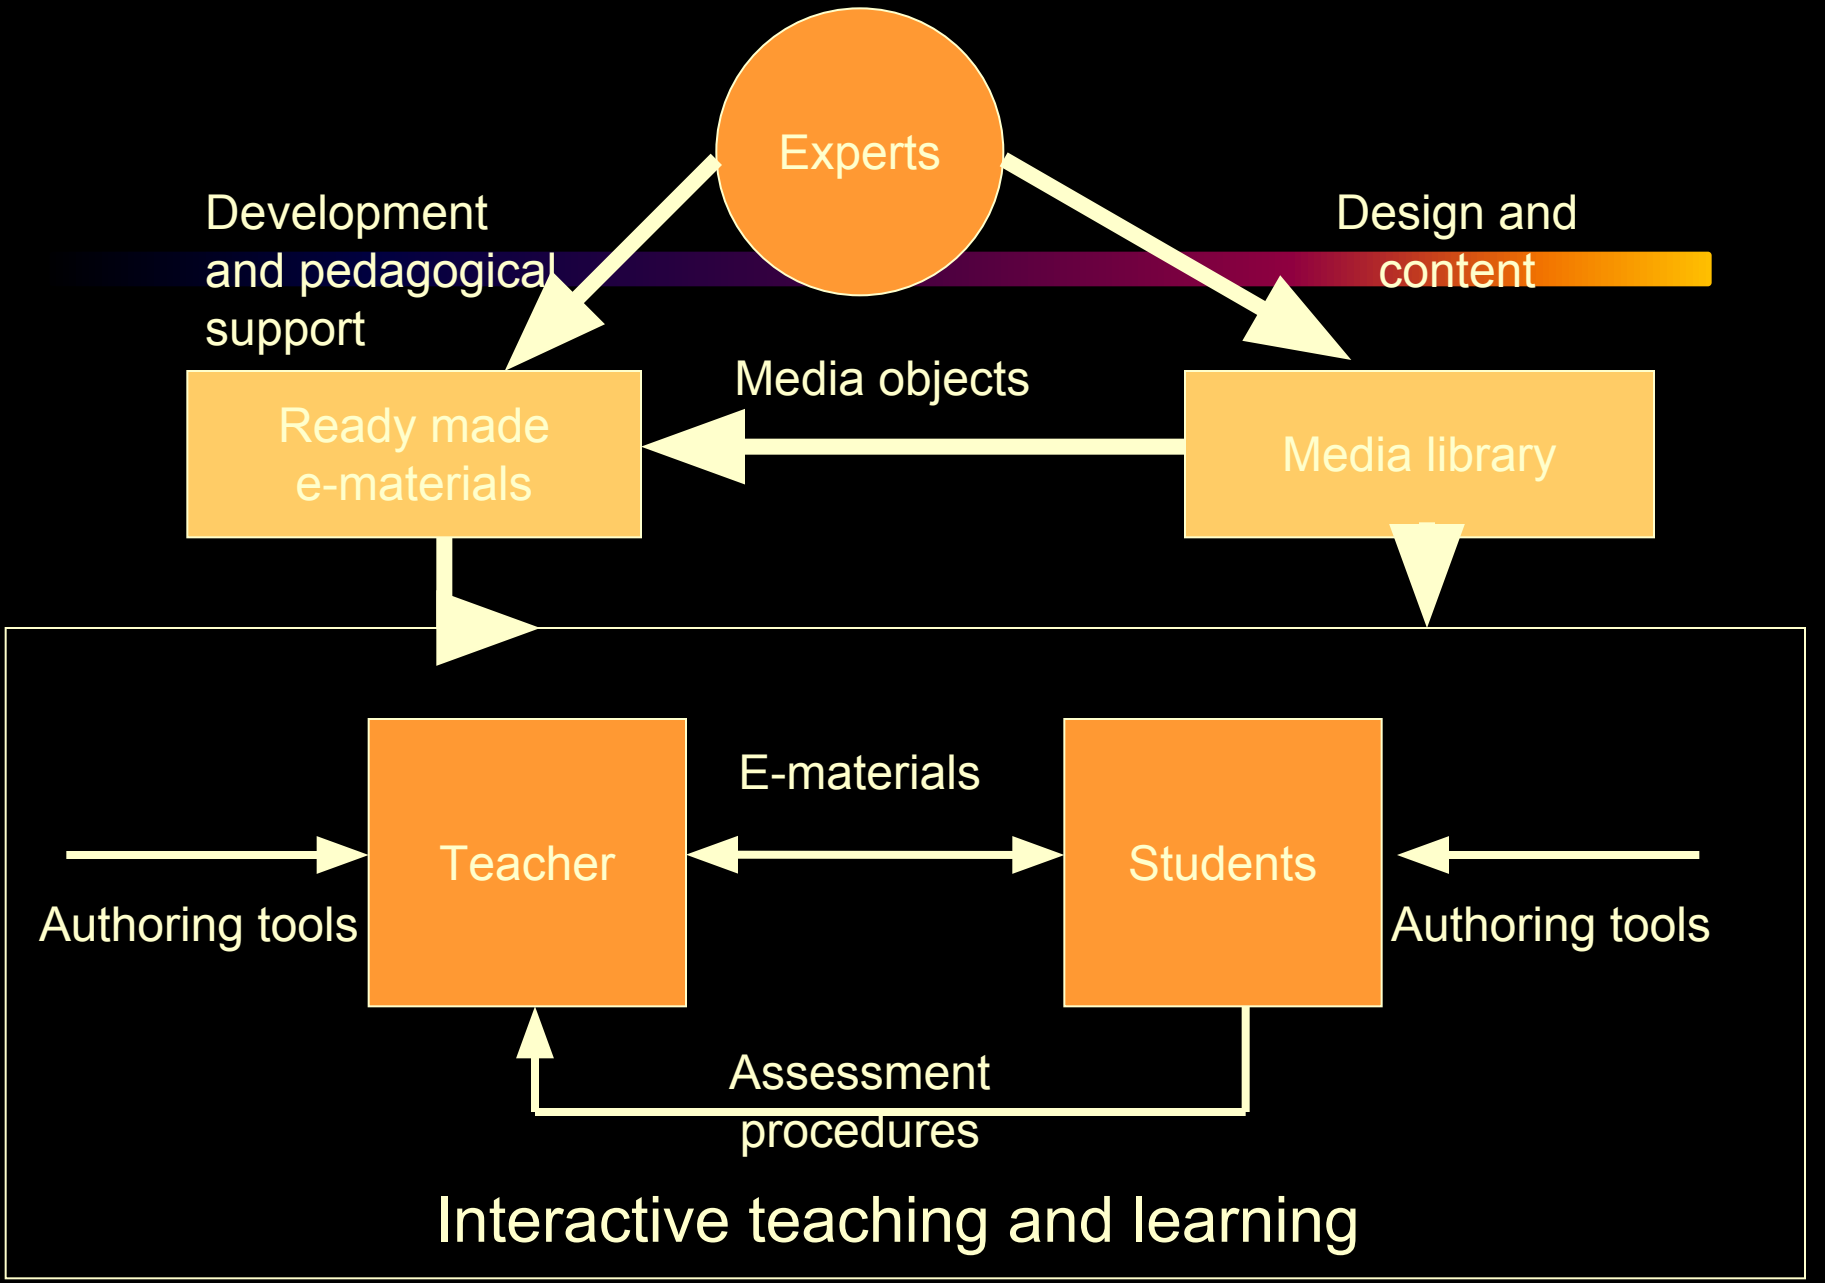 Experts
Development
and pedagogical
support
Design and
content
Media objects
Ready made
e-materials
Media library
E-materials
Teacher
Students
Authoring tools
Authoring tools
Assessment
procedures
Interactive teaching and learning